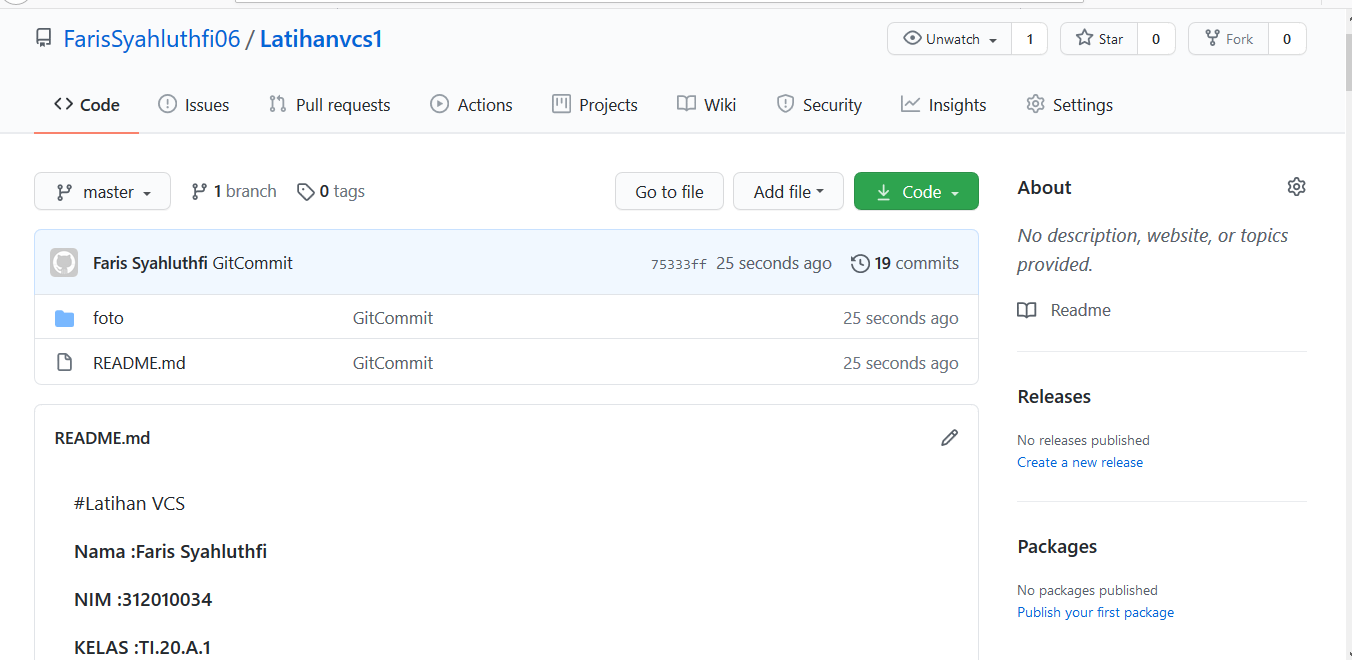 FarisSyahluthfi06 / Latihanvcs1
Unwatch 1 Star 0 Fork 0
Code Issues Pull requests Actions Projects Wiki Security Insights Settings
master 1 branch 0 tags Go to file Add file Code
Faris Syahluthfi GitCommit 75333ff 25 seconds ago 19 commits
foto GitCommit 25 seconds ago
README.md GitCommit 25 seconds ago
README.md
#Latihan VCS
Nama :Faris Syahluthfi
NIM :312010034
KELAS :TI.20.A.1
About
No description, website, or topics
provided.
Readme
Releases
No releases published
Create a new release
Packages
No packages published
Publish your first package